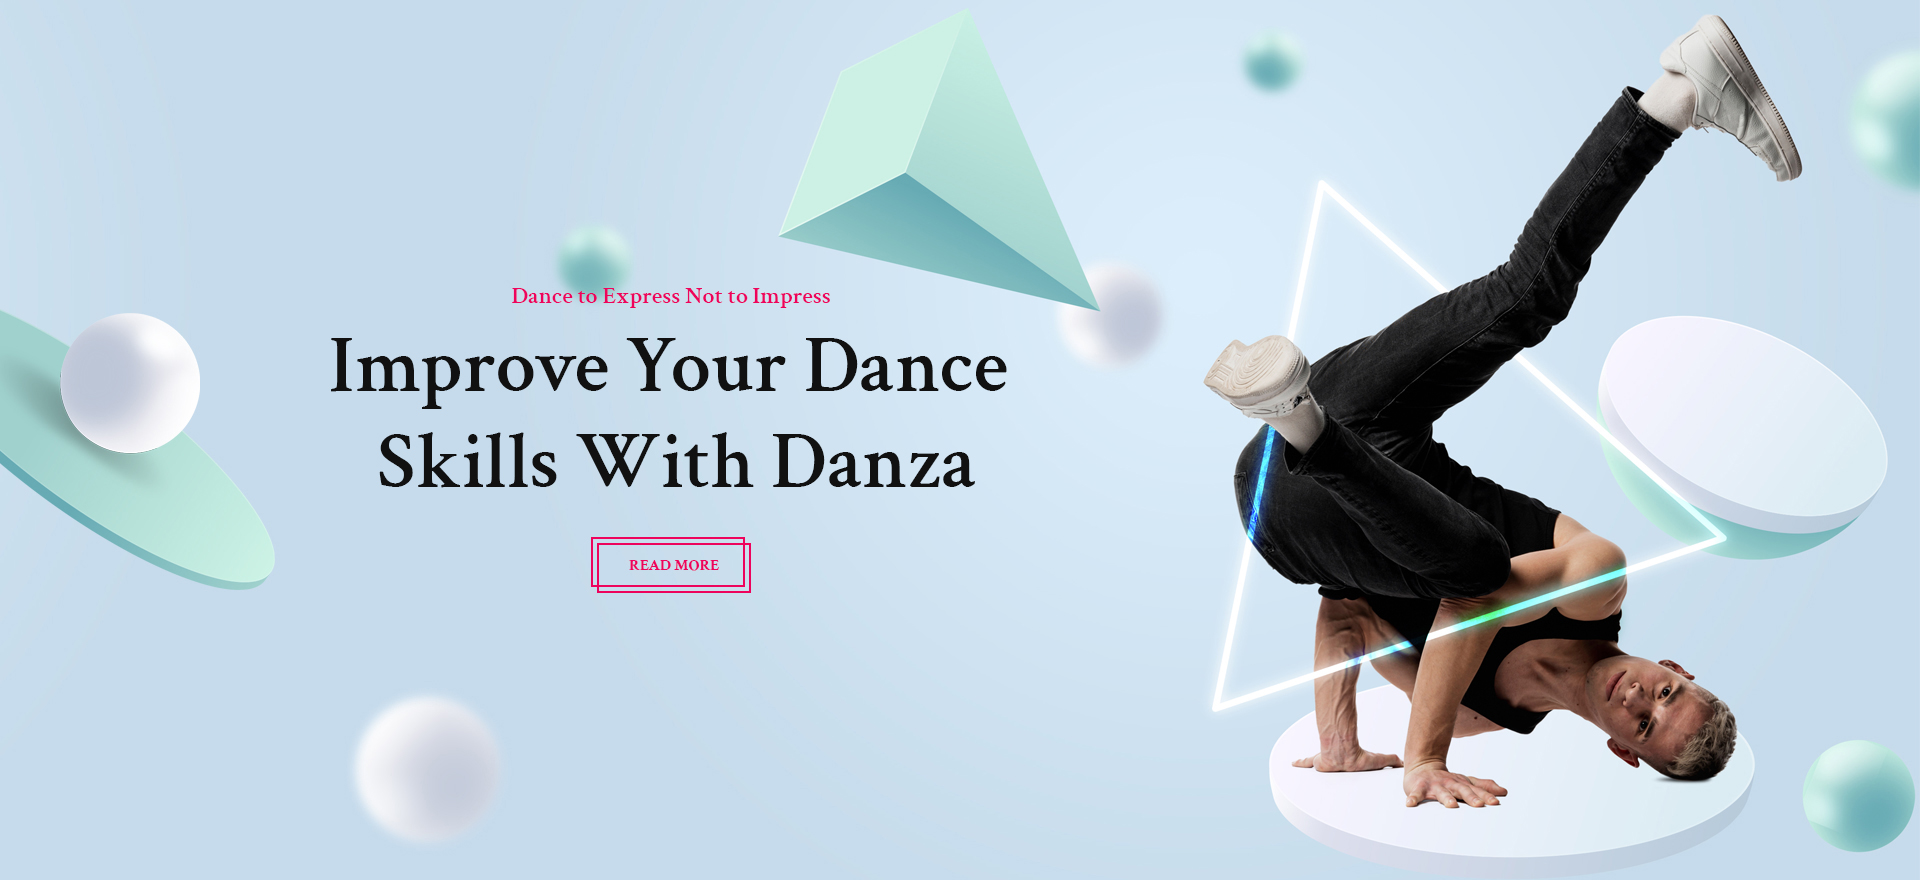 Dance to Express Not to Impress
Improve Your Dance
Skills With Danza
READ MORE